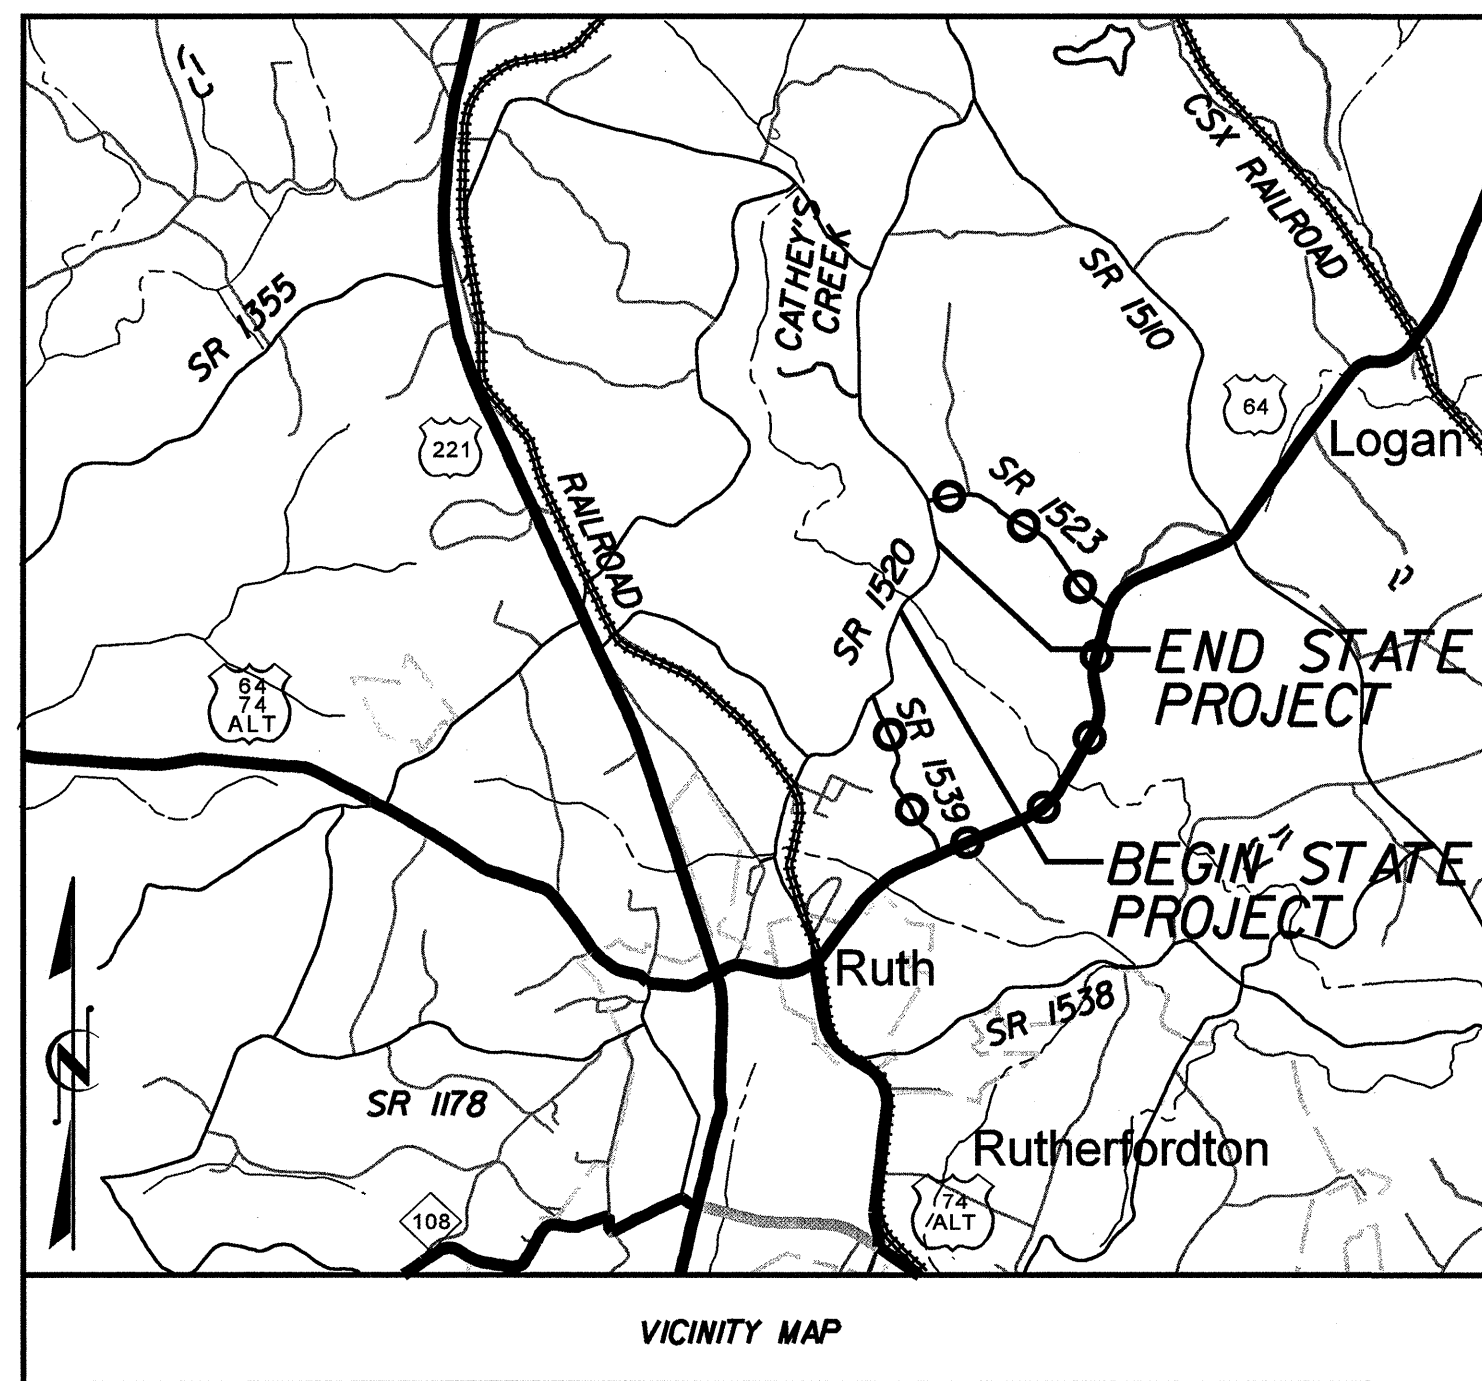 CSX RAILROAD
CATHEY'S
CREEK
SR 1510
SR 1355
64
Logan
221
RAILROAD
SR 1523
SR 1520
END STATE
PROJECT
64
74
ALT
SR 1539
BEGIN STATE
PROJECT
Ruth
SR 1538
N
SR 1178
Rutherfordton
108
74
ALT
VICINITY MAP